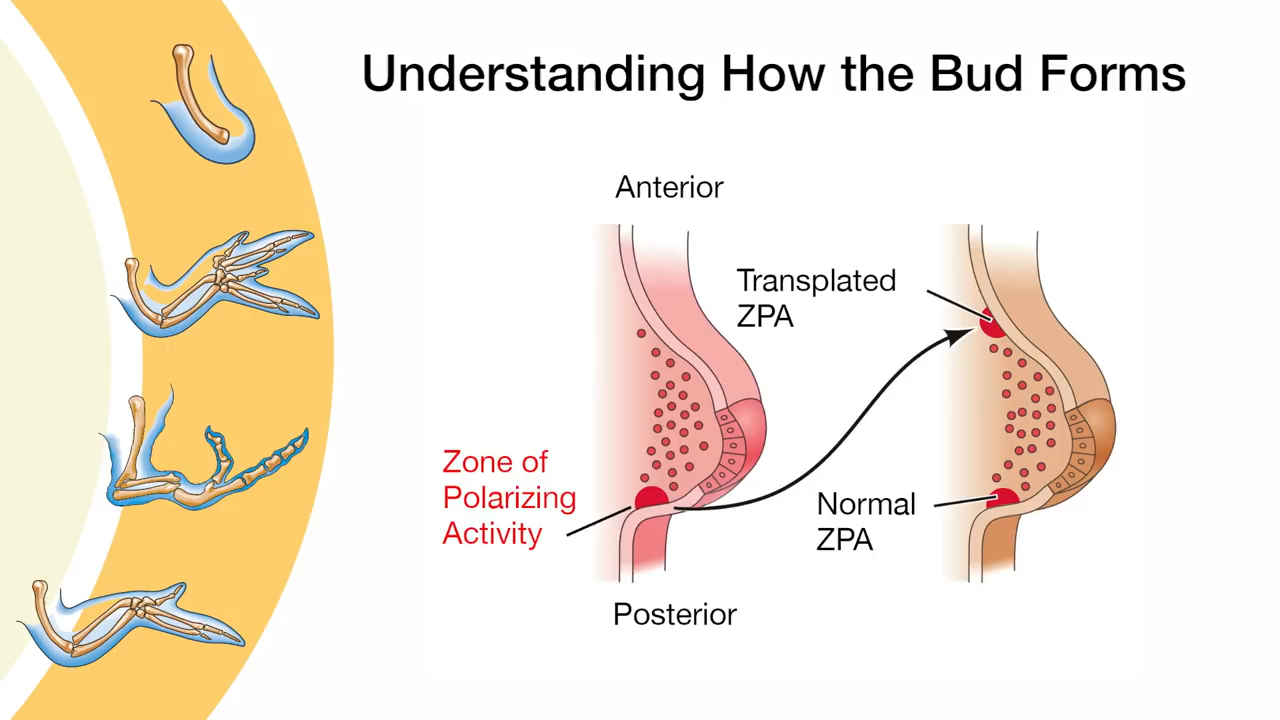 Understanding How the Bud Forms
Anterior
Transplated
ZPA
Zone of
Polarizing
Activity
Normal
ZPA
Posterior